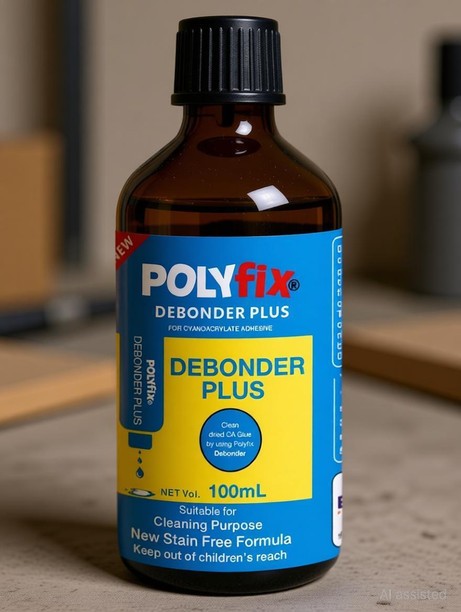 NEW
POLYfix®
DEBONDER PLUS
FOR CYANOACRYLATE ADHESIVE
POLYfix®
DEBONDER PLUS
DEBONDER
PLUS
Clean
dried CA Glue
by using Polyfix
Debonder
NET Vol. 100mL
Suitable for
Cleaning Purpose
New Stain Free Formula
Keep out of children's reach
AI assisted